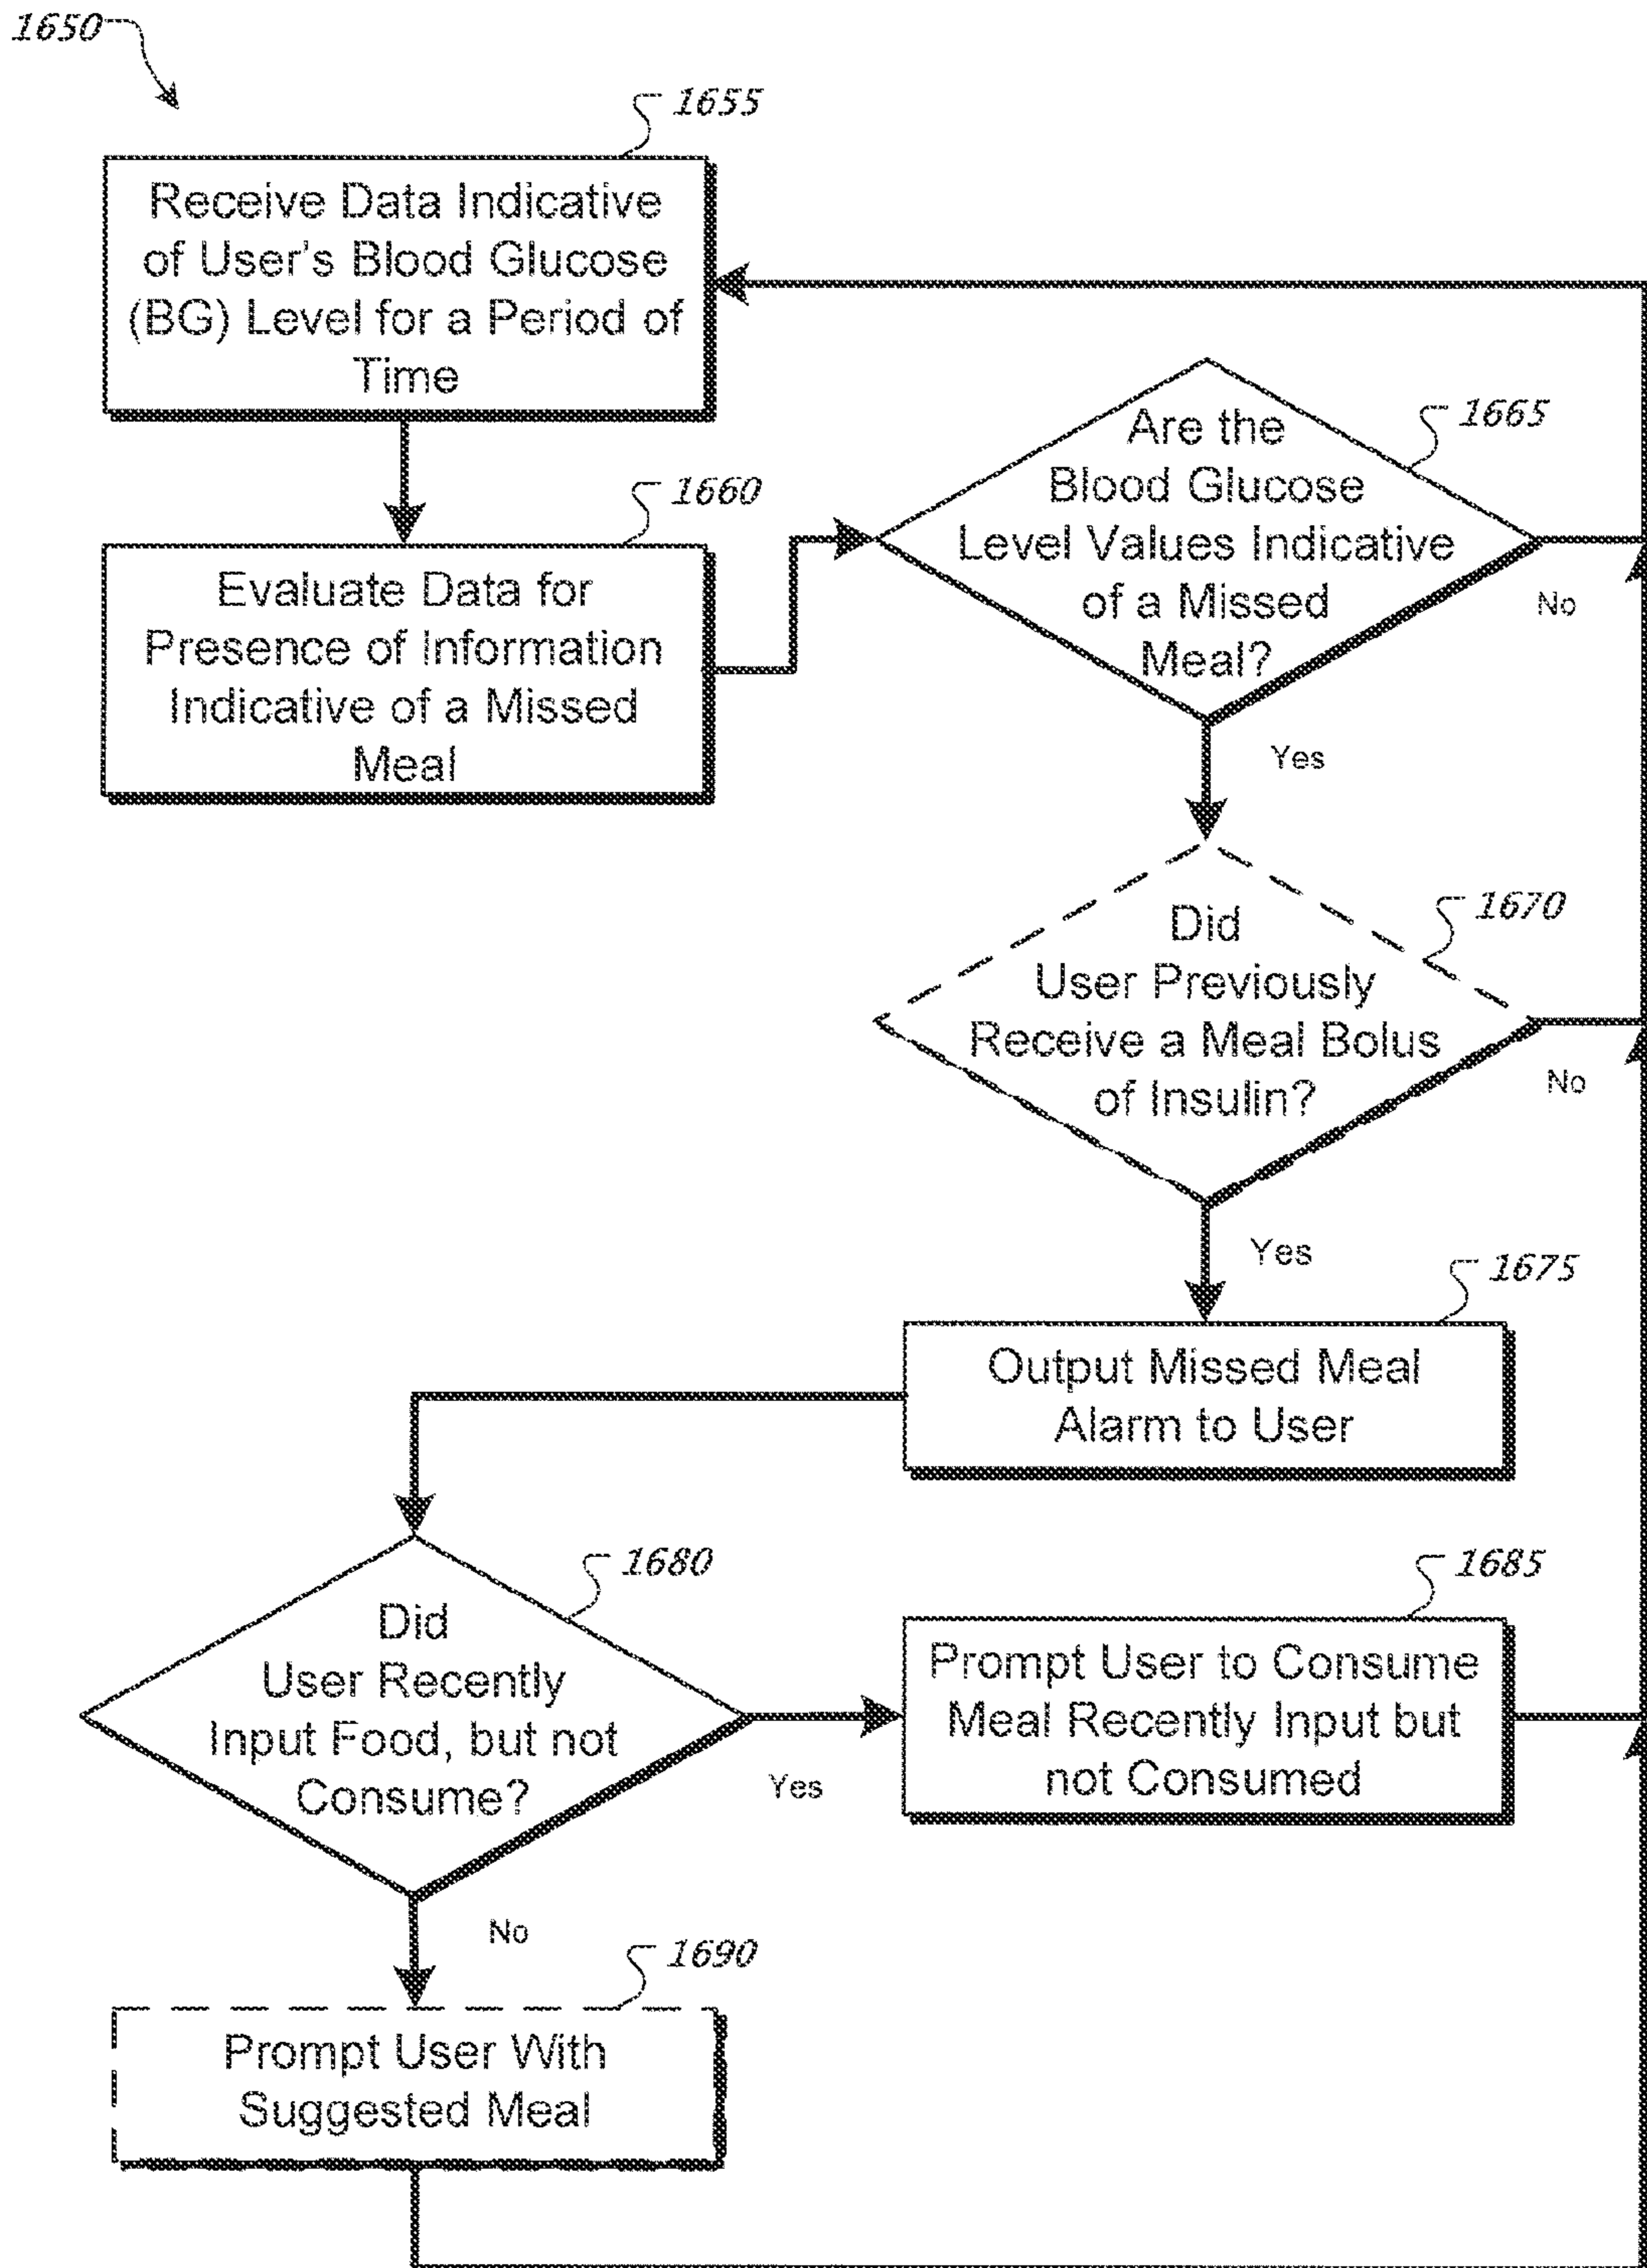 1650
1655
Receive Data Indicative
of User's Blood Glucose
(BG) Level for a Period of
Time
1660
Evaluate Data for
Presence of Information
Indicative of a Missed
Meal
1665
Are the
Blood Glucose
Level Values Indicative
of a Missed
Meal?
No
Yes
1670
Did
User Previously
Receive a Meal Bolus
of Insulin?
No
Yes
1675
Output Missed Meal
Alarm to User
1680
Did
User Recently
Input Food, but not
Consume?
Yes
No
1685
Prompt User to Consume
Meal Recently Input but
not Consumed
1690
Prompt User With
Suggested Meal